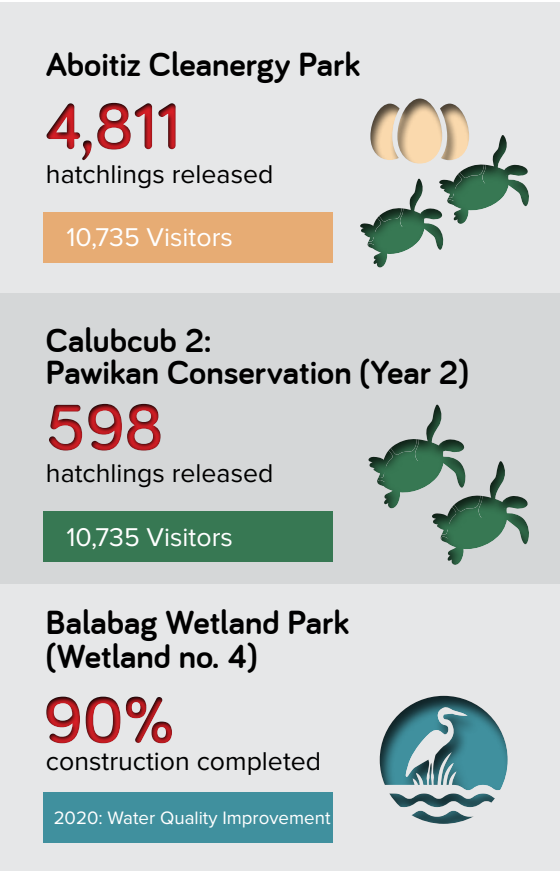 Aboitiz Cleanergy Park
4,811
hatchlings released
10,735 Visitors
Calubcub 2:
Pawikan Conservation (Year 2)
598
hatchlings released
10,735 Visitors
Balabag Wetland Park
(Wetland no. 4)
90%
construction completed
2020: Water Quality Improvement